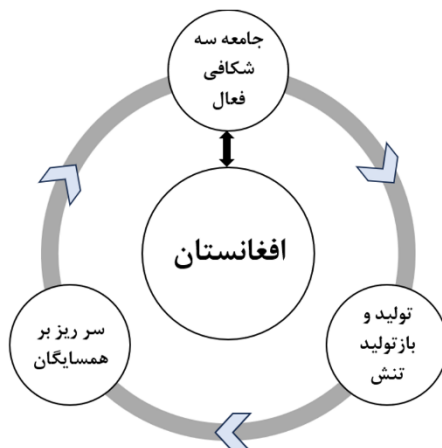 جامعه سه
شکافی
فعال
افغانستان
تولید و
بازتولید
تنش
سر ریز بر
همسایگان